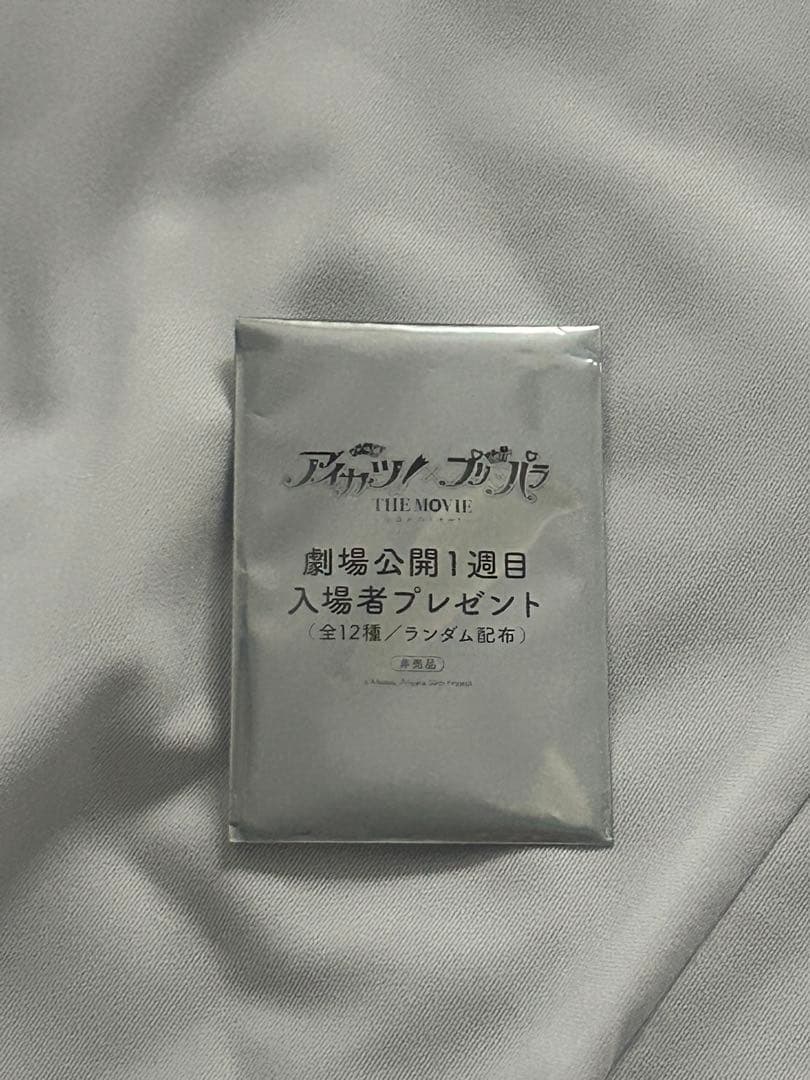 アイカツ!×プリパラ
THE MOVIE
劇場公開1週目
入場者プレゼント
(全12種/ランダム配布)
非売品